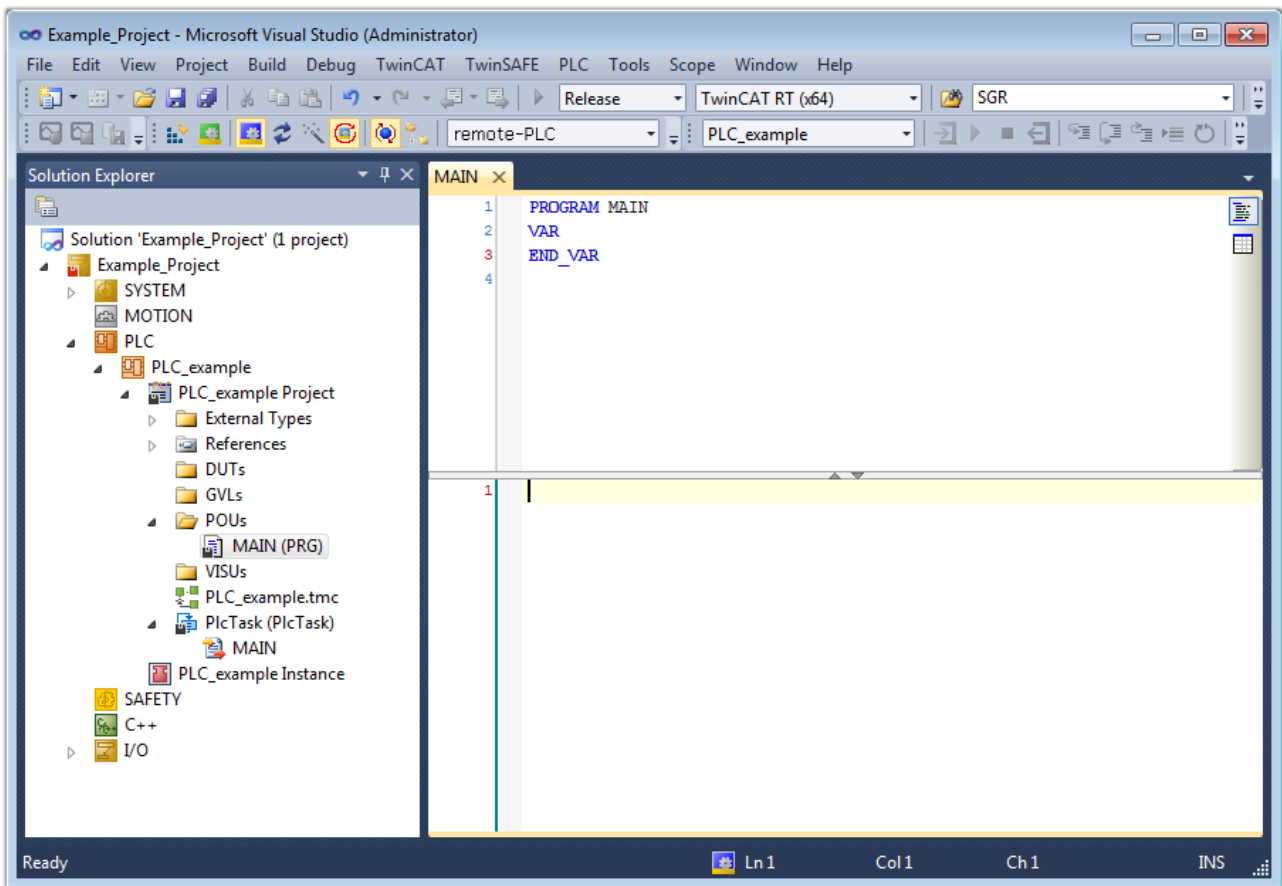 Example_Project - Microsoft Visual Studio (Administrator)
File Edit View Project Build Debug TwinCAT TwinSAFE PLC Tools Scope Window Help
Release TwinCAT RT (x64) SGR
remote-PLC PLC_example
Solution Explorer
Solution 'Example_Project' (1 project)
Example_Project
SYSTEM
MOTION
PLC
PLC_example
PLC_example Project
External Types
References
DUTs
GVLs
POUs
MAIN (PRG)
VISUs
PLC_example.tmc
PlcTask (PlcTask)
MAIN
PLC_example Instance
SAFETY
C++
I/O
MAIN
1 PROGRAM MAIN
2 VAR
3 END_VAR
4
1
Ready Ln 1 Col 1 Ch 1 INS